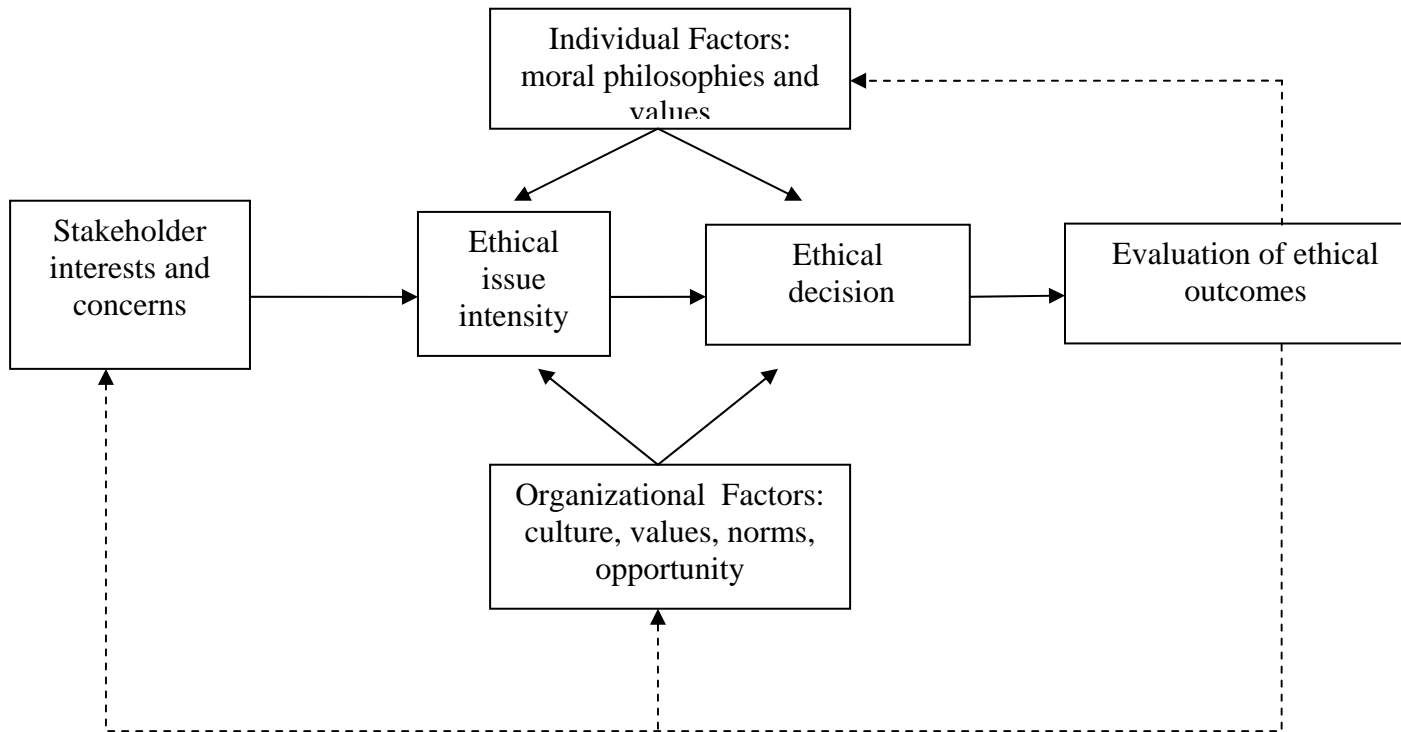 Individual Factors:
moral philosophies and
values
Stakeholder
interests and
concerns
Ethical
issue
intensity
Ethical
decision
Evaluation of ethical
outcomes
Organizational  Factors:
culture, values, norms,
opportunity